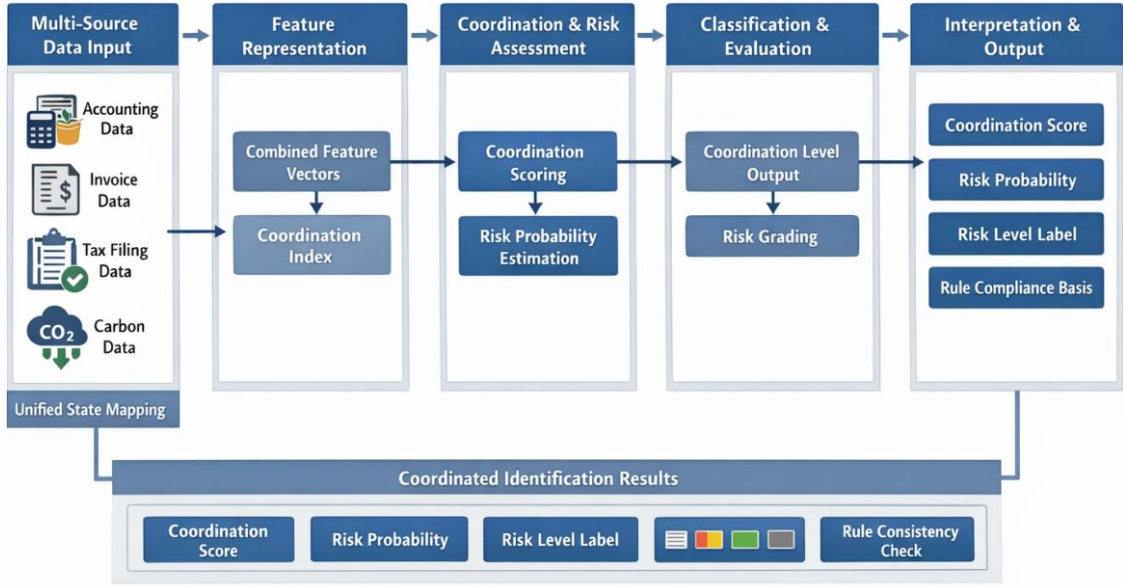 Multi-Source
Data Input
Feature
Representation
Coordination & Risk
Assessment
Classification &
Evaluation
Interpretation &
Output
Accounting
Data
Invoice
Data
Tax Filing
Data
CO₂
Carbon
Data
Unified State Mapping
Combined Feature
Vectors
Coordination
Index
Coordination
Scoring
Risk Probability
Estimation
Coordination Level
Output
Risk Grading
Coordination Score
Risk Probability
Risk Level Label
Rule Compliance Basis
Coordinated Identification Results
Coordination
Score
Risk Probability
Risk Level Label
Rule Consistency
Check